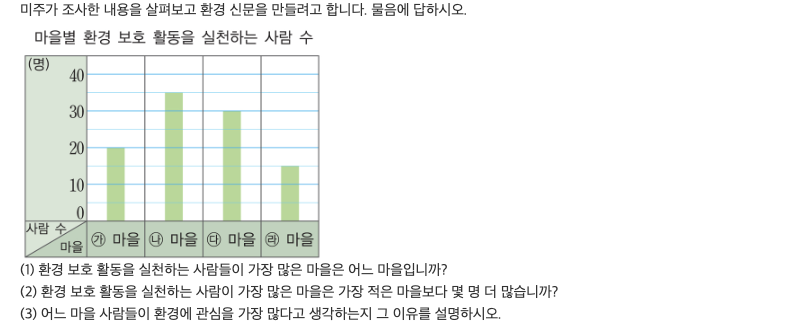 미주가 조사한 내용을 살펴보고 환경 신문을 만들려고 합니다. 물음에 답하시오.
마을별 환경 보호 활동을 실천하는 사람 수
(명)
40
30
20
10
0
사람 수
마을
㉮ 마을 ㉯ 마을 ㉰ 마을 ㉱ 마을
(1) 환경 보호 활동을 실천하는 사람들이 가장 많은 마을은 어느 마을입니까?
(2) 환경 보호 활동을 실천하는 사람이 가장 많은 마을은 가장 적은 마을보다 몇 명 더 많습니까?
(3) 어느 마을 사람들이 환경에 관심을 가장 많다고 생각하는지 그 이유를 설명하시오.